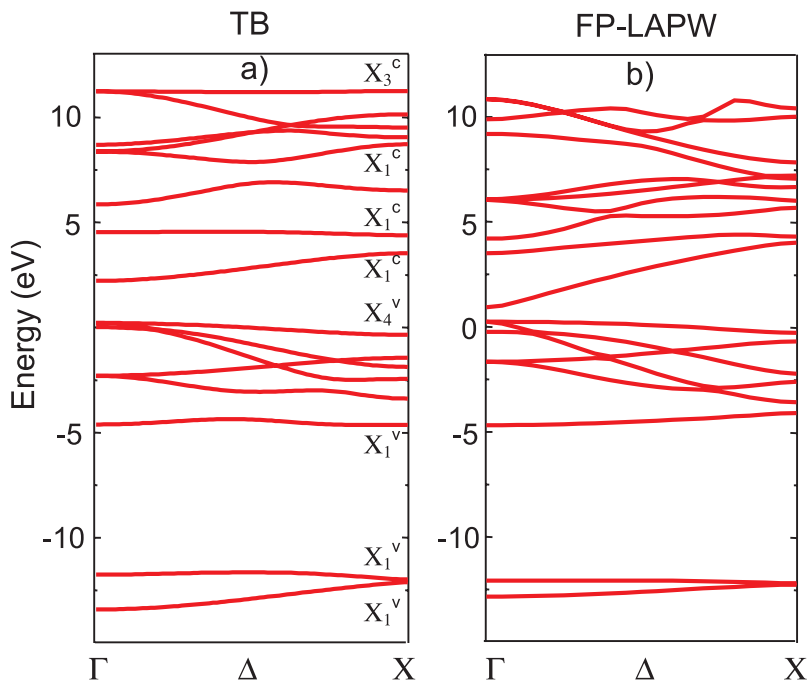 TB
FP-LAPW
a)
b)
X₃ᶜ
X₁ᶜ
X₁ᶜ
X₁ᶜ
X₄ᵛ
X₁ᵛ
X₁ᵛ
X₁ᵛ
Energy (eV)
10
5
0
-5
-10
10
5
0
-5
-10
Γ Δ X
Γ Δ X